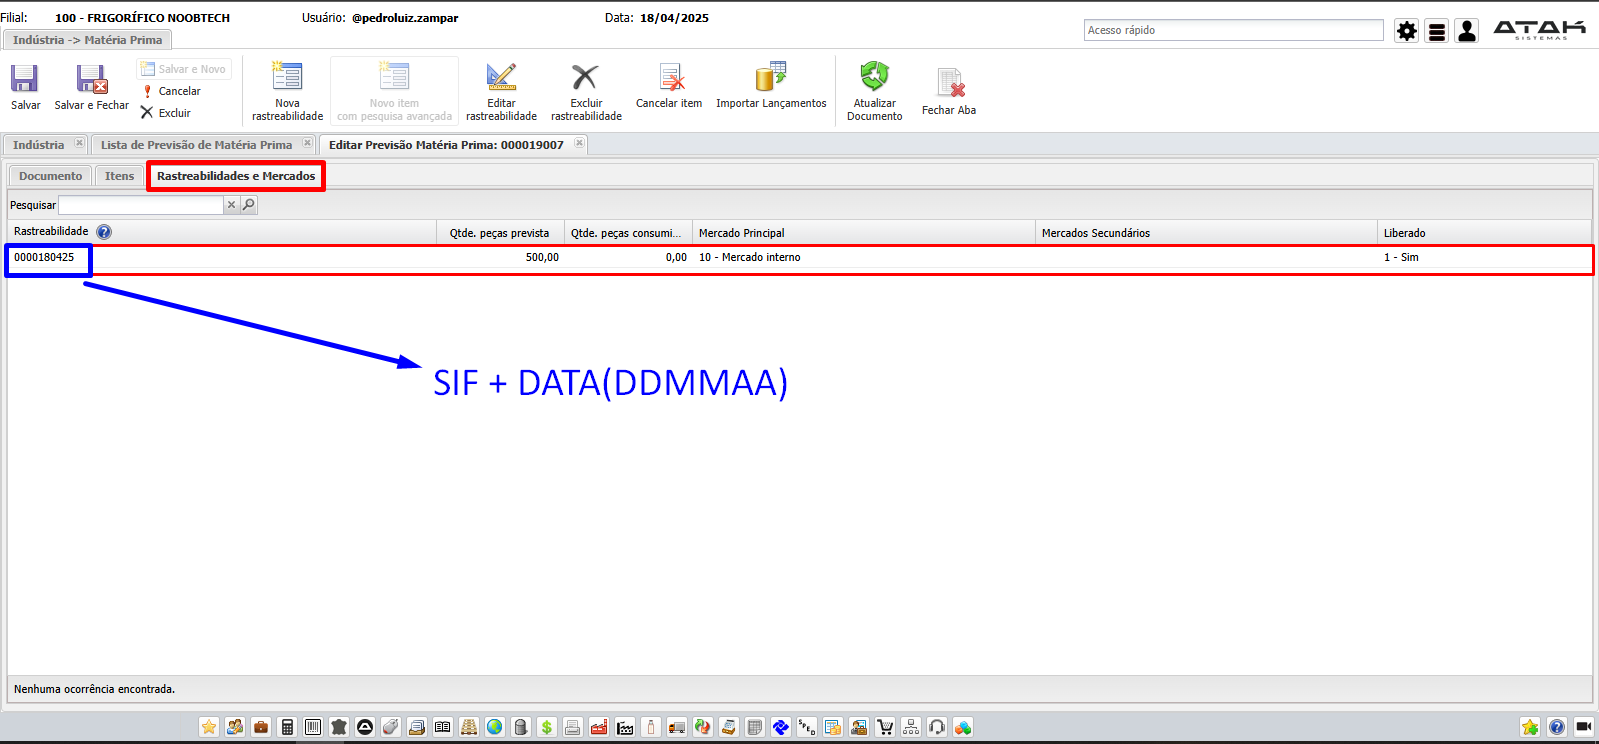 Filial: 100 - FRIGORÍFICO NOOBTECH Usuário: @pedroluiz.zampar Data: 18/04/2025
Indústria -> Matéria Prima
Acesso rápido
ATAK
SISTEMAS
Salvar
Salvar e Fechar
Salvar e Novo
Cancelar
Excluir
Nova
rastreabilidade
Novo item
com pesquisa avançada
Editar
rastreabilidade
Excluir
rastreabilidade
Cancelar item
Importar Lançamentos
Atualizar
Documento
Fechar Aba
Indústria
Lista de Previsão de Matéria Prima
Editar Previsão Matéria Prima: 000019007
Documento
Itens
Rastreabilidades e Mercados
Pesquisar
Rastreabilidade
Qtde. peças prevista
Qtde. peças consumi...
Mercado Principal
Mercados Secundários
Liberado
0000180425 500,00 0,00 10 - Mercado interno 1 - Sim
SIF + DATA(DDMMAA)
Nenhuma ocorrência encontrada.
SPED